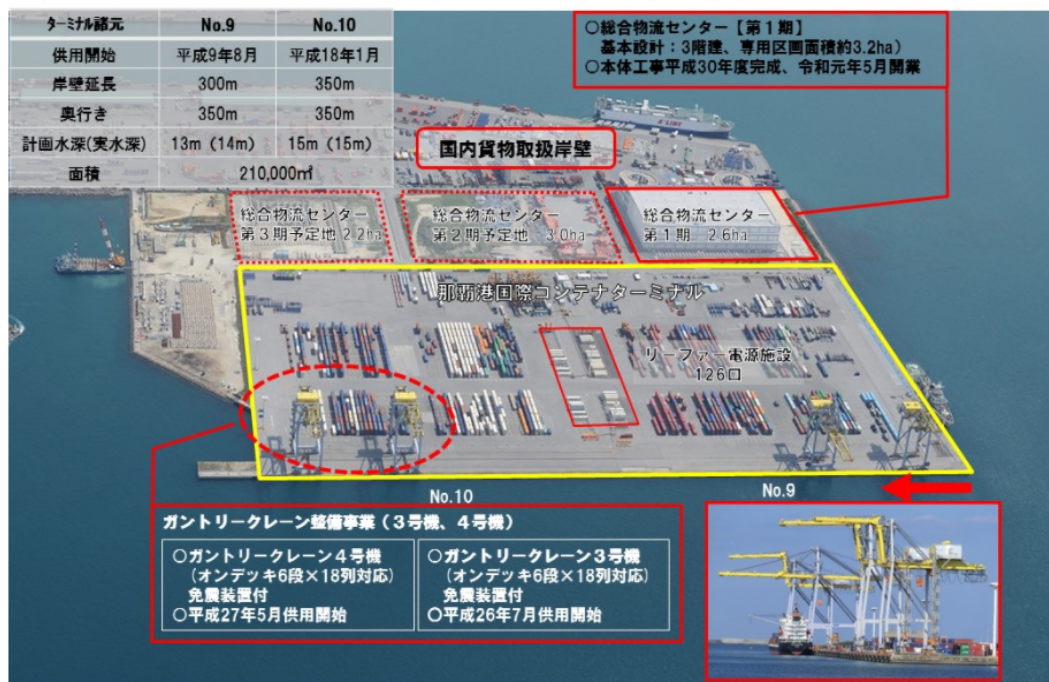 ターミナル諸元 No.9 No.10
供用開始 平成9年8月 平成18年1月
岸壁延長 300m 350m
奥行き 350m 350m
計画水深(実水深) 13m（14m） 15m（15m）
面積 210,000㎡
○総合物流センター【第１期】
基本設計：3階建、専用区画面積約3.2ha）
○本体工事平成30年度完成、令和元年5月開業
国内貨物取扱岸壁
総合物流センター
第３期予定地 2.2ha
総合物流センター
第２期予定地 3.0ha
総合物流センター
第１期 2.6ha
那覇港国際コンテナターミナル
リーファー電源施設
126口
No.10
No.9
ガントリークレーン整備事業（３号機、４号機）
○ガントリークレーン４号機
（オンデッキ6段×18列対応）
免震装置付
○平成27年5月供用開始
○ガントリークレーン３号機
（オンデッキ6段×18列対応）
免震装置付
○平成26年7月供用開始